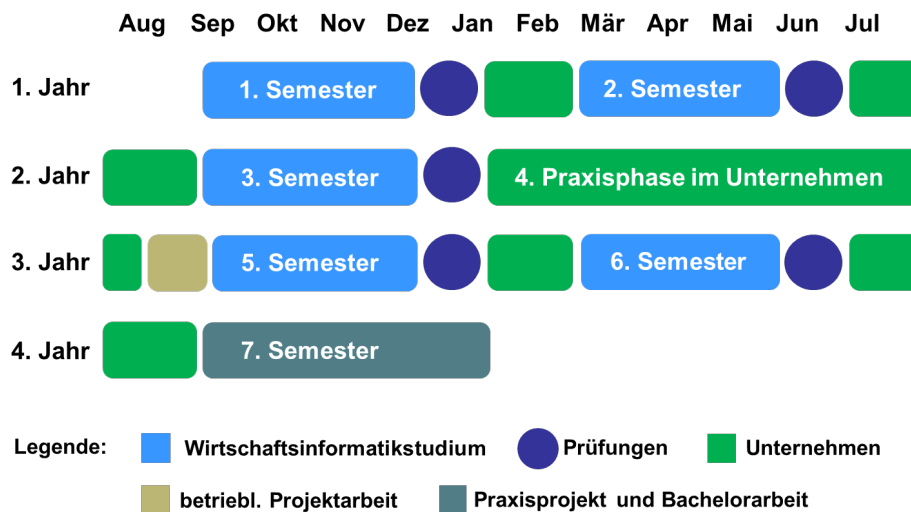 Aug Sep Okt Nov Dez Jan Feb Mär Apr Mai Jun Jul
1. Jahr 1. Semester 2. Semester
2. Jahr 3. Semester 4. Praxisphase im Unternehmen
3. Jahr 5. Semester 6. Semester
4. Jahr 7. Semester
Legende: Wirtschaftsinformatikstudium Prüfungen Unternehmen
betriebl. Projektarbeit Praxisprojekt und Bachelorarbeit